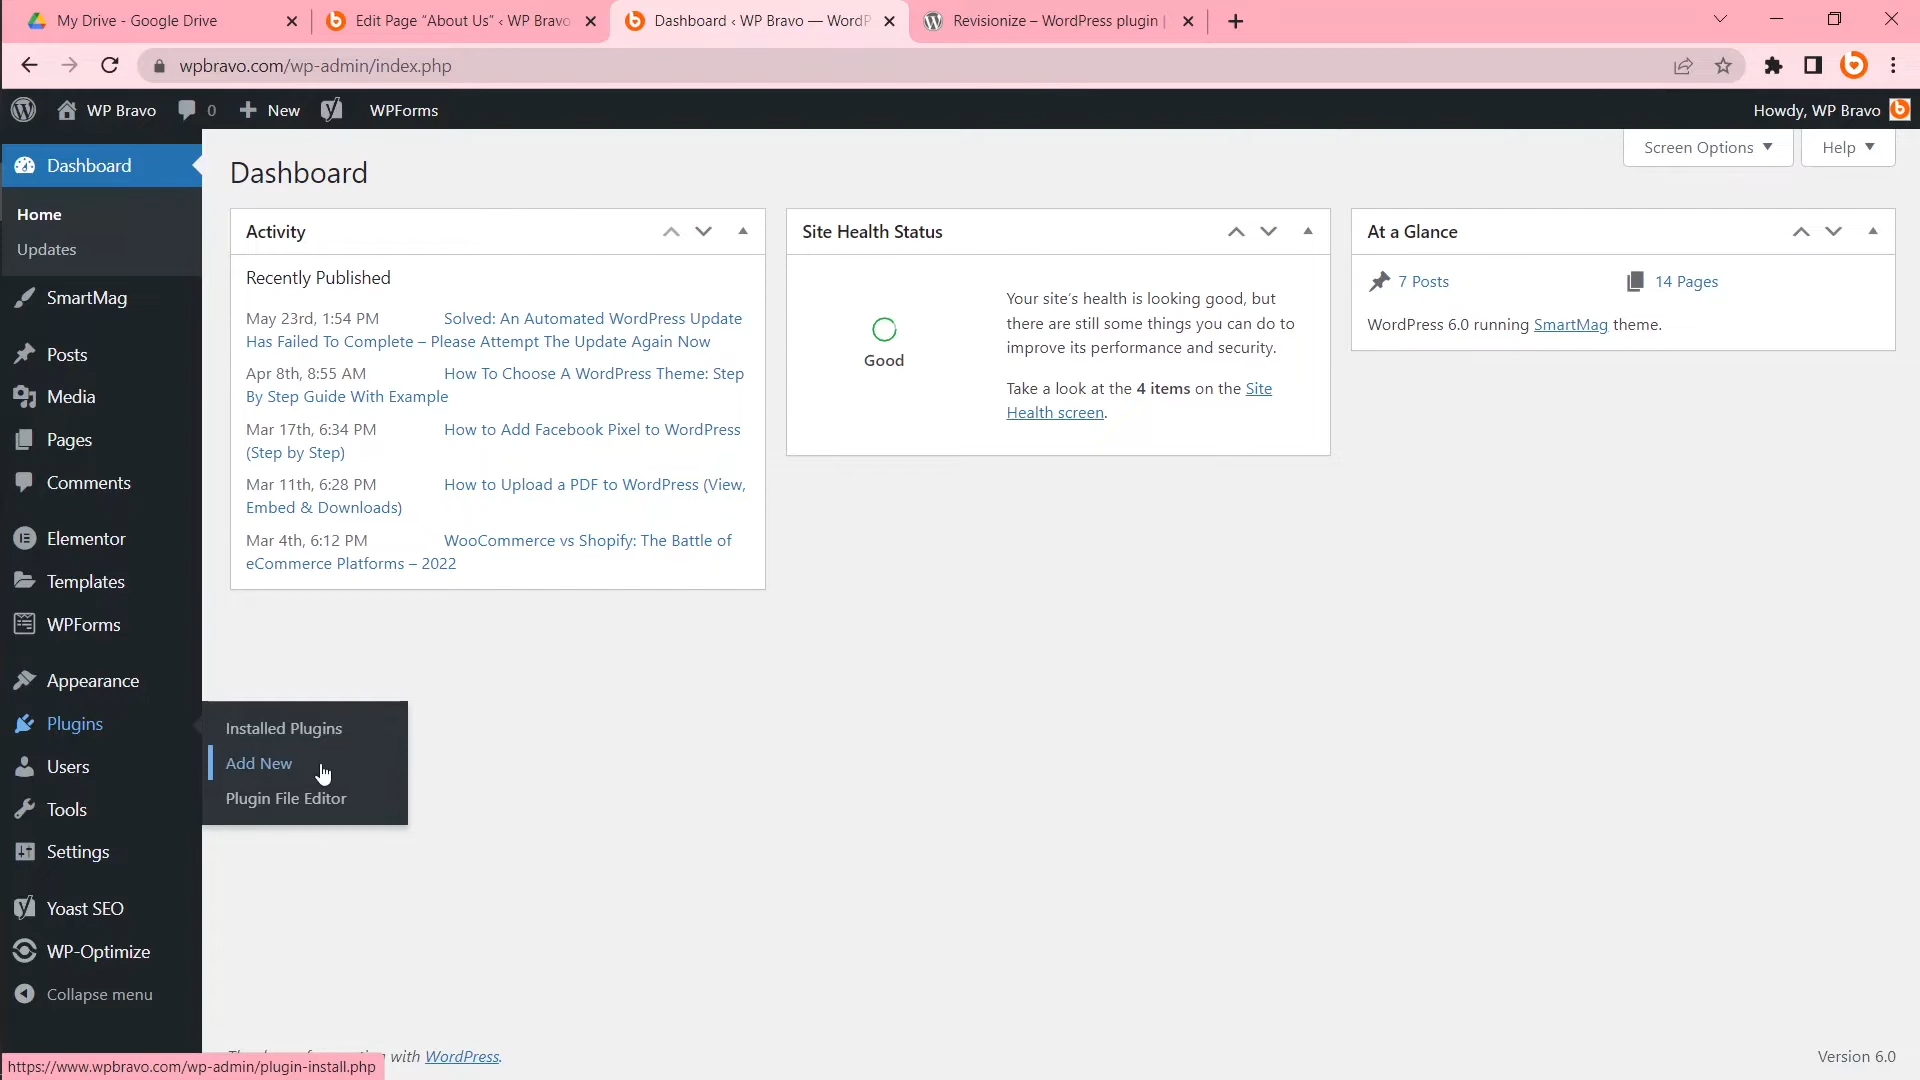 My Drive - Google Drive
Edit Page “About Us” ‹ WP Bravo
Dashboard ‹ WP Bravo — WordP
Revisionize – WordPress plugin |
wpbravo.com/wp-admin/index.php
WP Bravo
0
New
WPForms
Howdy, WP Bravo
Dashboard
Home
Updates
SmartMag
Posts
Media
Pages
Comments
Elementor
Templates
WPForms
Appearance
Plugins
Users
Tools
Settings
Yoast SEO
WP-Optimize
Collapse menu
Installed Plugins
Add New
Plugin File Editor
Screen Options
Help
Dashboard
Activity
Recently Published
May 23rd, 1:54 PM Solved: An Automated WordPress Update
Has Failed To Complete – Please Attempt The Update Again Now
Apr 8th, 8:55 AM How To Choose A WordPress Theme: Step
By Step Guide With Example
Mar 17th, 6:34 PM How to Add Facebook Pixel to WordPress
(Step by Step)
Mar 11th, 6:28 PM How to Upload a PDF to WordPress (View,
Embed & Downloads)
Mar 4th, 6:12 PM WooCommerce vs Shopify: The Battle of
eCommerce Platforms – 2022
Site Health Status
Good
Your site’s health is looking good, but
there are still some things you can do to
improve its performance and security.
Take a look at the 4 items on the Site
Health screen.
At a Glance
7 Posts
14 Pages
WordPress 6.0 running SmartMag theme.
with WordPress.
Version 6.0
https://www.wpbravo.com/wp-admin/plugin-install.php